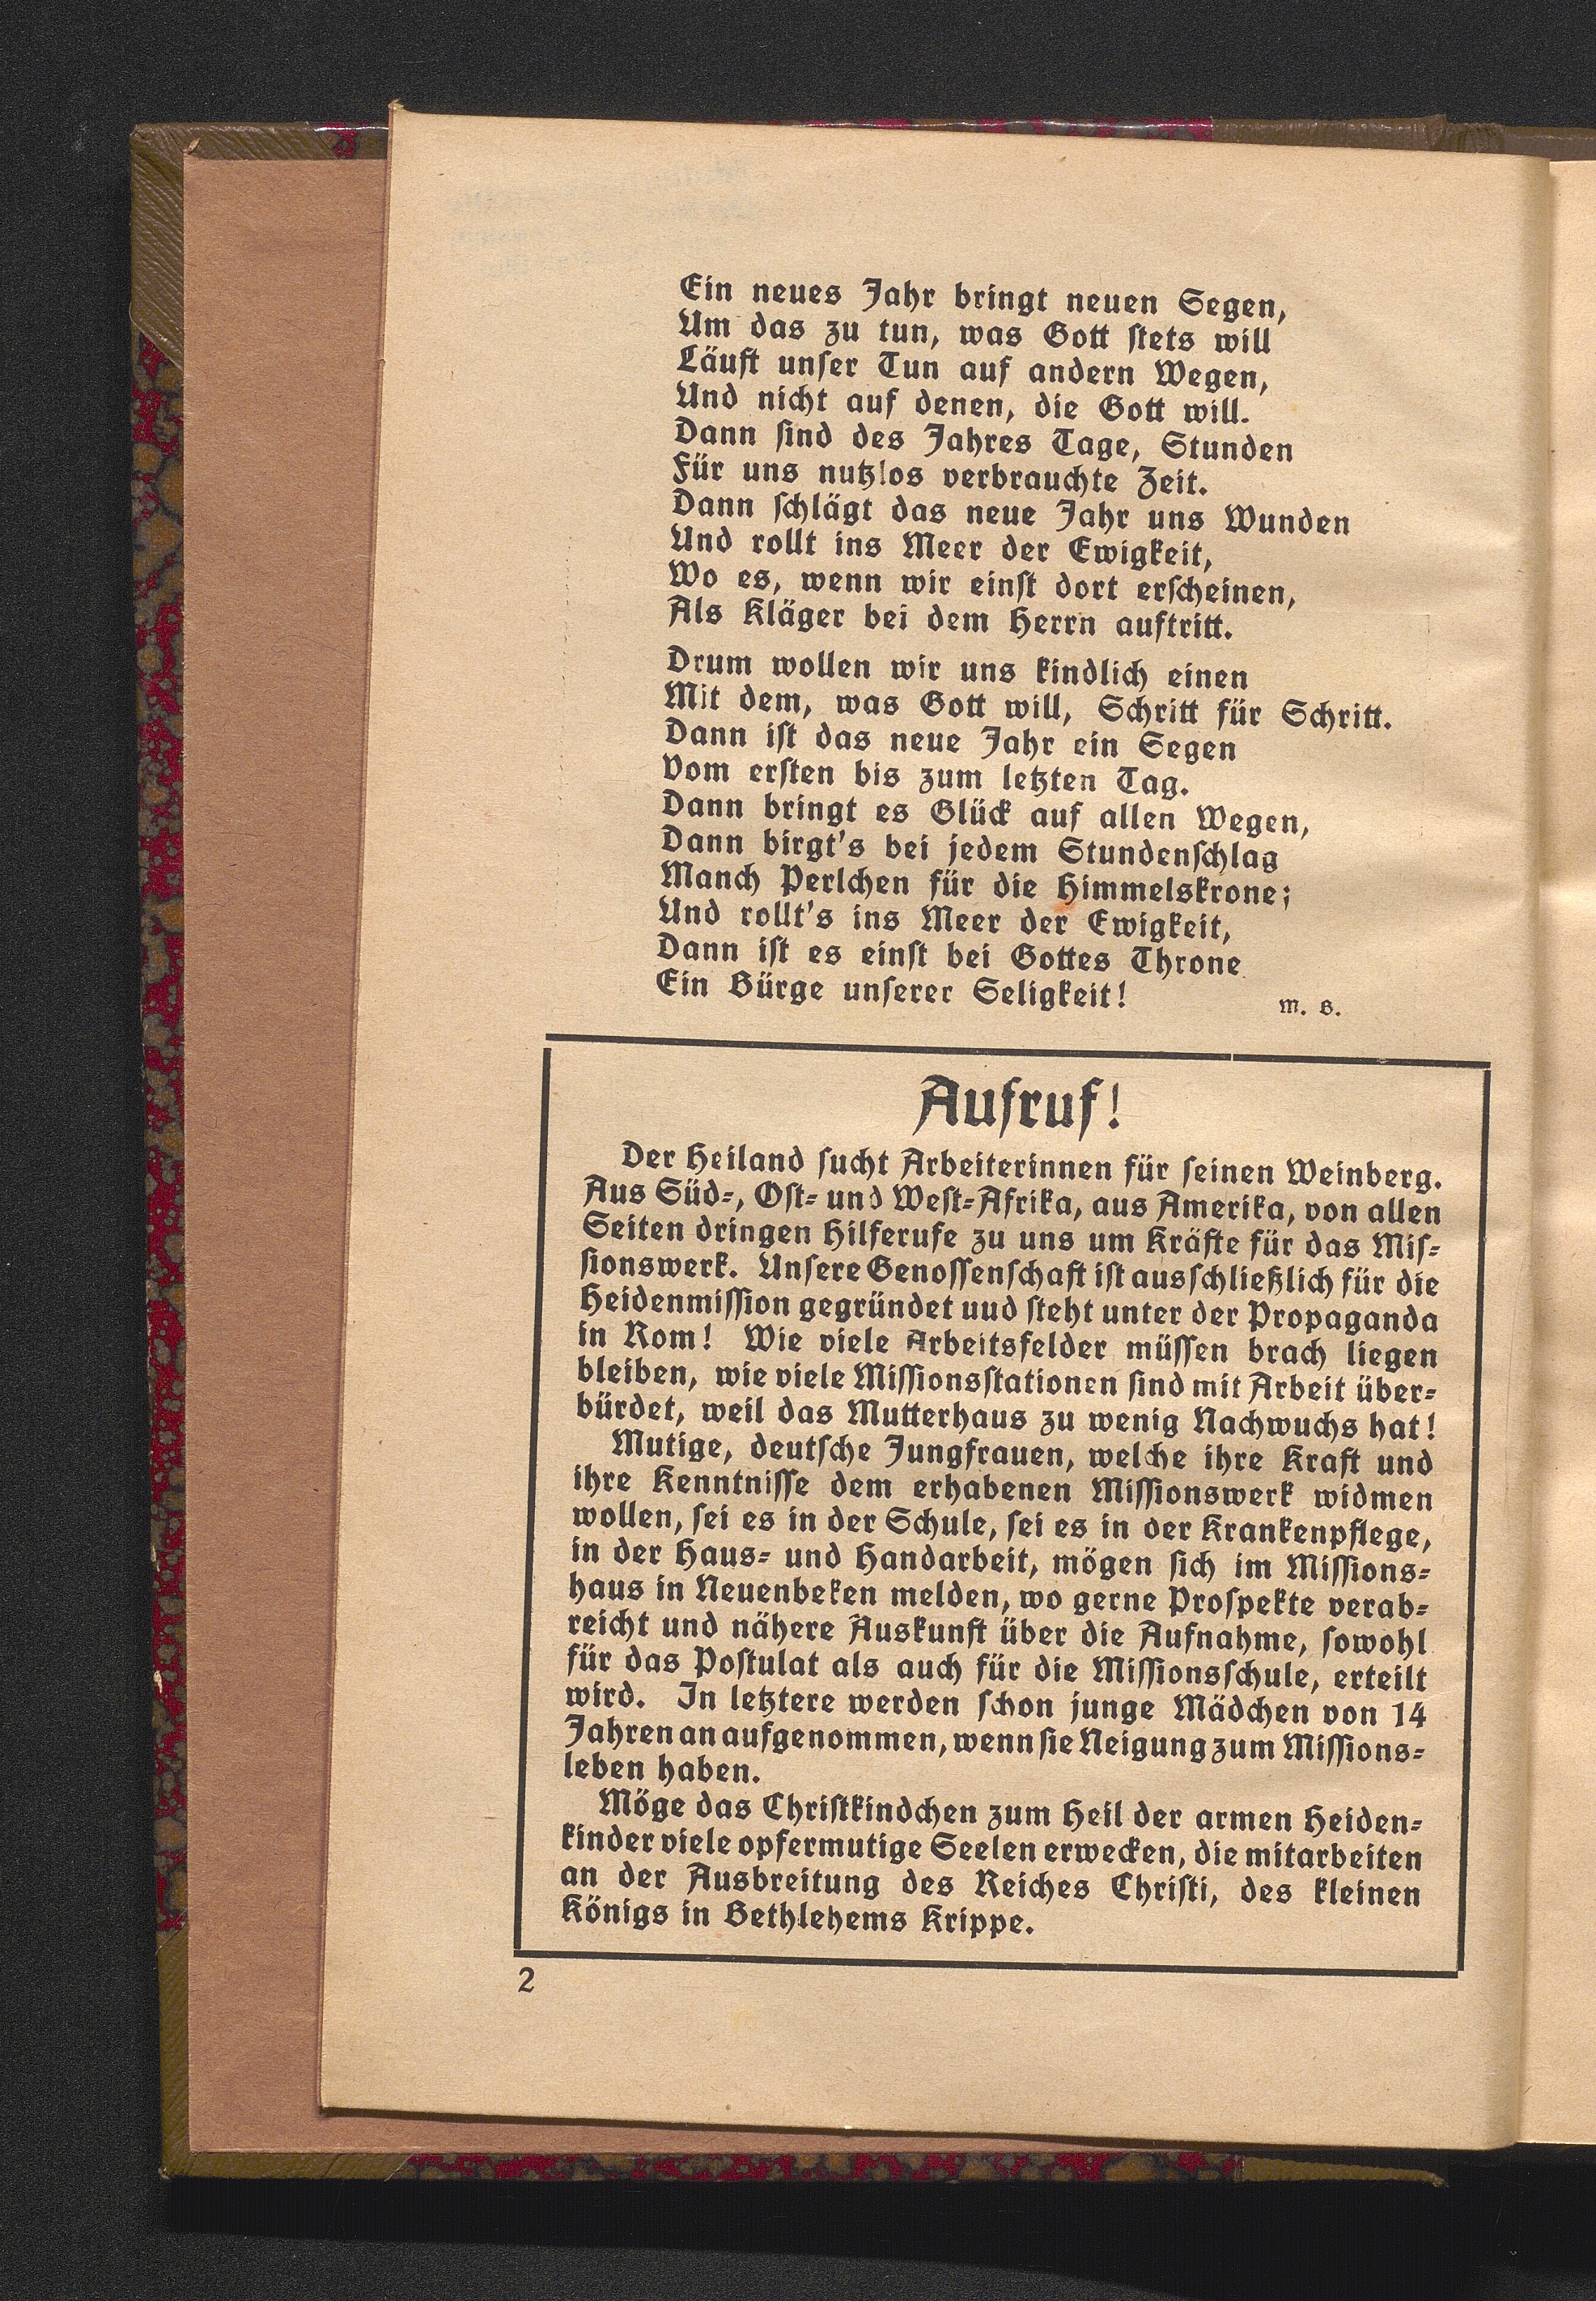 Ein neues Jahr bringt neuen Segen,
Um das zu tun, was Gott stets will
Läuft unser Tun auf andern Wegen,
Und nicht auf denen, die Gott will.
Dann sind des Jahres Tage, Stunden
Für uns nutzlos verbrauchte Zeit.
Dann schlägt das neue Jahr uns Wunden
Und rollt ins Meer der Ewigkeit,
Wo es, wenn wir einst dort erscheinen,
Als Kläger bei dem Herrn auftritt.
Drum wollen wir uns kindlich einen
Mit dem, was Gott will, Schritt für Schritt.
Dann ist das neue Jahr ein Segen
Vom ersten bis zum letzten Tag.
Dann bringt es Glück auf allen Wegen,
Dann birgt's bei jedem Stundenschlag
Manch Perlchen für die Himmelskrone;
Und rollt's ins Meer der Ewigkeit,
Dann ist es einst bei Gottes Throne
Ein Bürge unserer Seligkeit!
M. B.
Aufruf!
Der Heiland sucht Arbeiterinnen für seinen Weinberg.
Aus Süd-, Ost- und West-Afrika, aus Amerika, von allen
Seiten dringen Hilferufe zu uns um Kräfte für das Mis-
sionswerk. Unsere Genossenschaft ist ausschließlich für die
Heidenmission gegründet uud steht unter der Propaganda
in Rom! Wie viele Arbeitsfelder müssen brach liegen
bleiben, wie viele Missionsstationen sind mit Arbeit über-
bürdet, weil das Mutterhaus zu wenig Nachwuchs hat!
Mutige, deutsche Jungfrauen, welche ihre Kraft und
ihre Kenntnisse dem erhabenen Missionswerk widmen
wollen, sei es in der Schule, sei es in der Krankenpflege,
in der Haus- und Handarbeit, mögen sich im Missions-
haus in Neuenbeken melden, wo gerne Prospekte verab-
reicht und nähere Auskunft über die Aufnahme, sowohl
für das Postulat als auch für die Missionsschule, erteilt
wird. In letztere werden schon junge Mädchen von 14
Jahren an aufgenommen, wenn sie Neigung zum Missions-
leben haben.
Möge das Christkindchen zum Heil der armen Heiden-
kinder viele opfermutige Seelen erwecken, die mitarbeiten
an der Ausbreitung des Reiches Christi, des kleinen
Königs in Bethlehems Krippe.
2